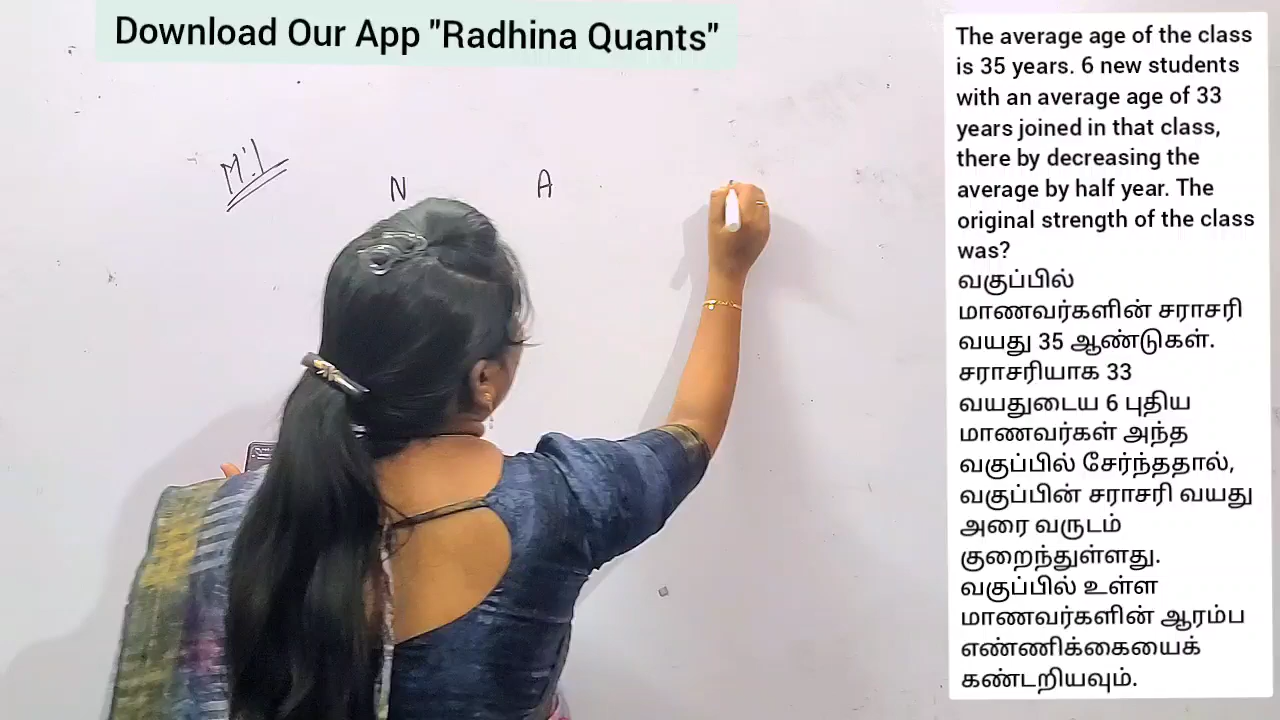 Download Our App "Radhina Quants"
M:1
N A
The average age of the class
is 35 years. 6 new students
with an average age of 33
years joined in that class,
there by decreasing the
average by half year. The
original strength of the class
was?
வகுப்பில்
மாணவர்களின் சராசரி
வயது 35 ஆண்டுகள்.
சராசரியாக 33
வயதுடைய 6 புதிய
மாணவர்கள் அந்த
வகுப்பில் சேர்ந்ததால்,
வகுப்பின் சராசரி வயது
அரை வருடம்
குறைந்துள்ளது.
வகுப்பில் உள்ள
மாணவர்களின் ஆரம்ப
எண்ணிக்கையைக்
கண்டறியவும்.